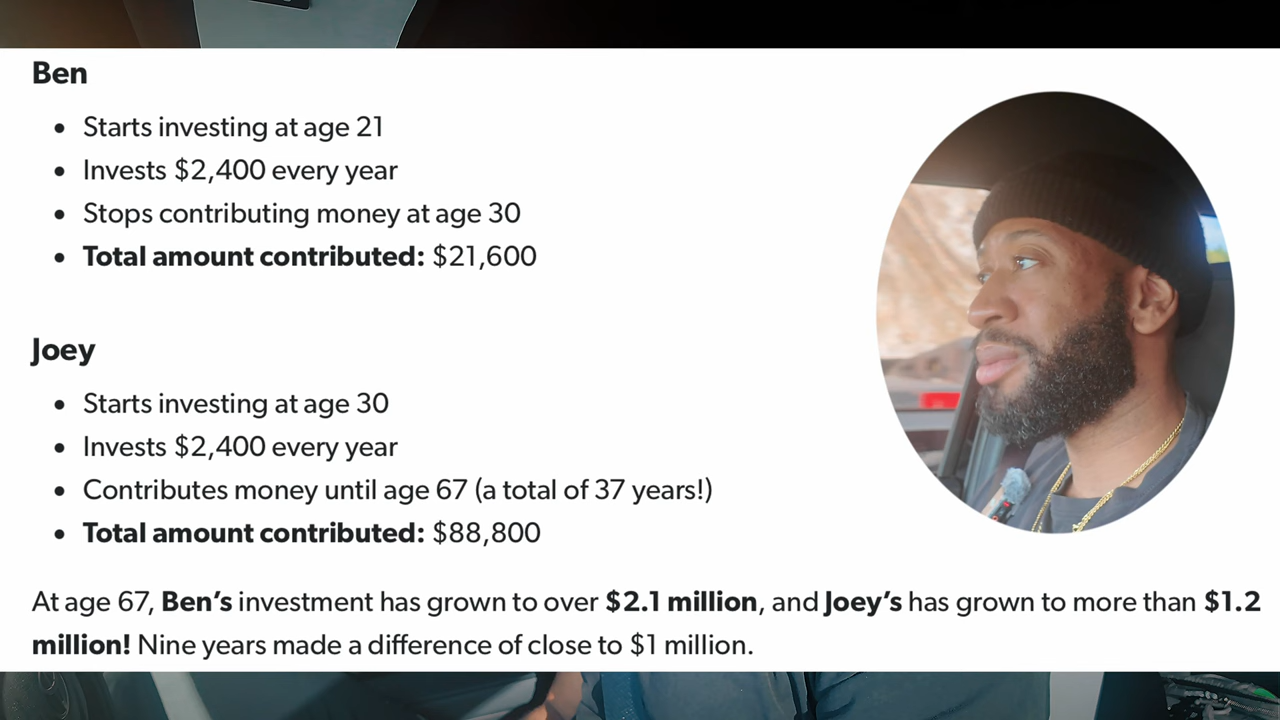 Ben
• Starts investing at age 21
• Invests $2,400 every year
• Stops contributing money at age 30
• Total amount contributed: $21,600
Joey
• Starts investing at age 30
• Invests $2,400 every year
• Contributes money until age 67 (a total of 37 years!)
• Total amount contributed: $88,800
At age 67, Ben’s investment has grown to over $2.1 million, and Joey’s has grown to more than $1.2
million! Nine years made a difference of close to $1 million.